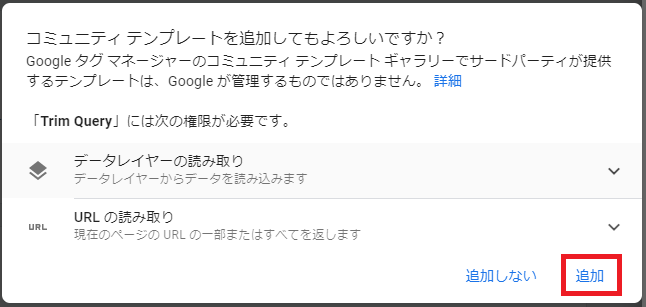 コミュニティ テンプレートを追加してもよろしいですか？
Google タグ マネージャーのコミュニティ テンプレート ギャラリーでサードパーティが提供
するテンプレートは、Google が管理するものではありません。 詳細
「Trim Query」には次の権限が必要です。
データレイヤーの読み取り
データレイヤーからデータを読み込みます
URL
URL の読み取り
現在のページの URL の一部またはすべてを返します
追加しない 追加